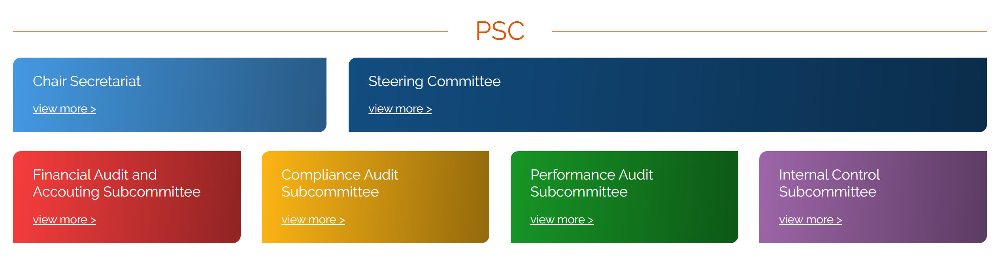 PSC
Chair Secretariat
view more >
Steering Committee
view more >
Financial Audit and
Accouting Subcommittee
view more >
Compliance Audit
Subcommittee
view more >
Performance Audit
Subcommittee
view more >
Internal Control
Subcommittee
view more >